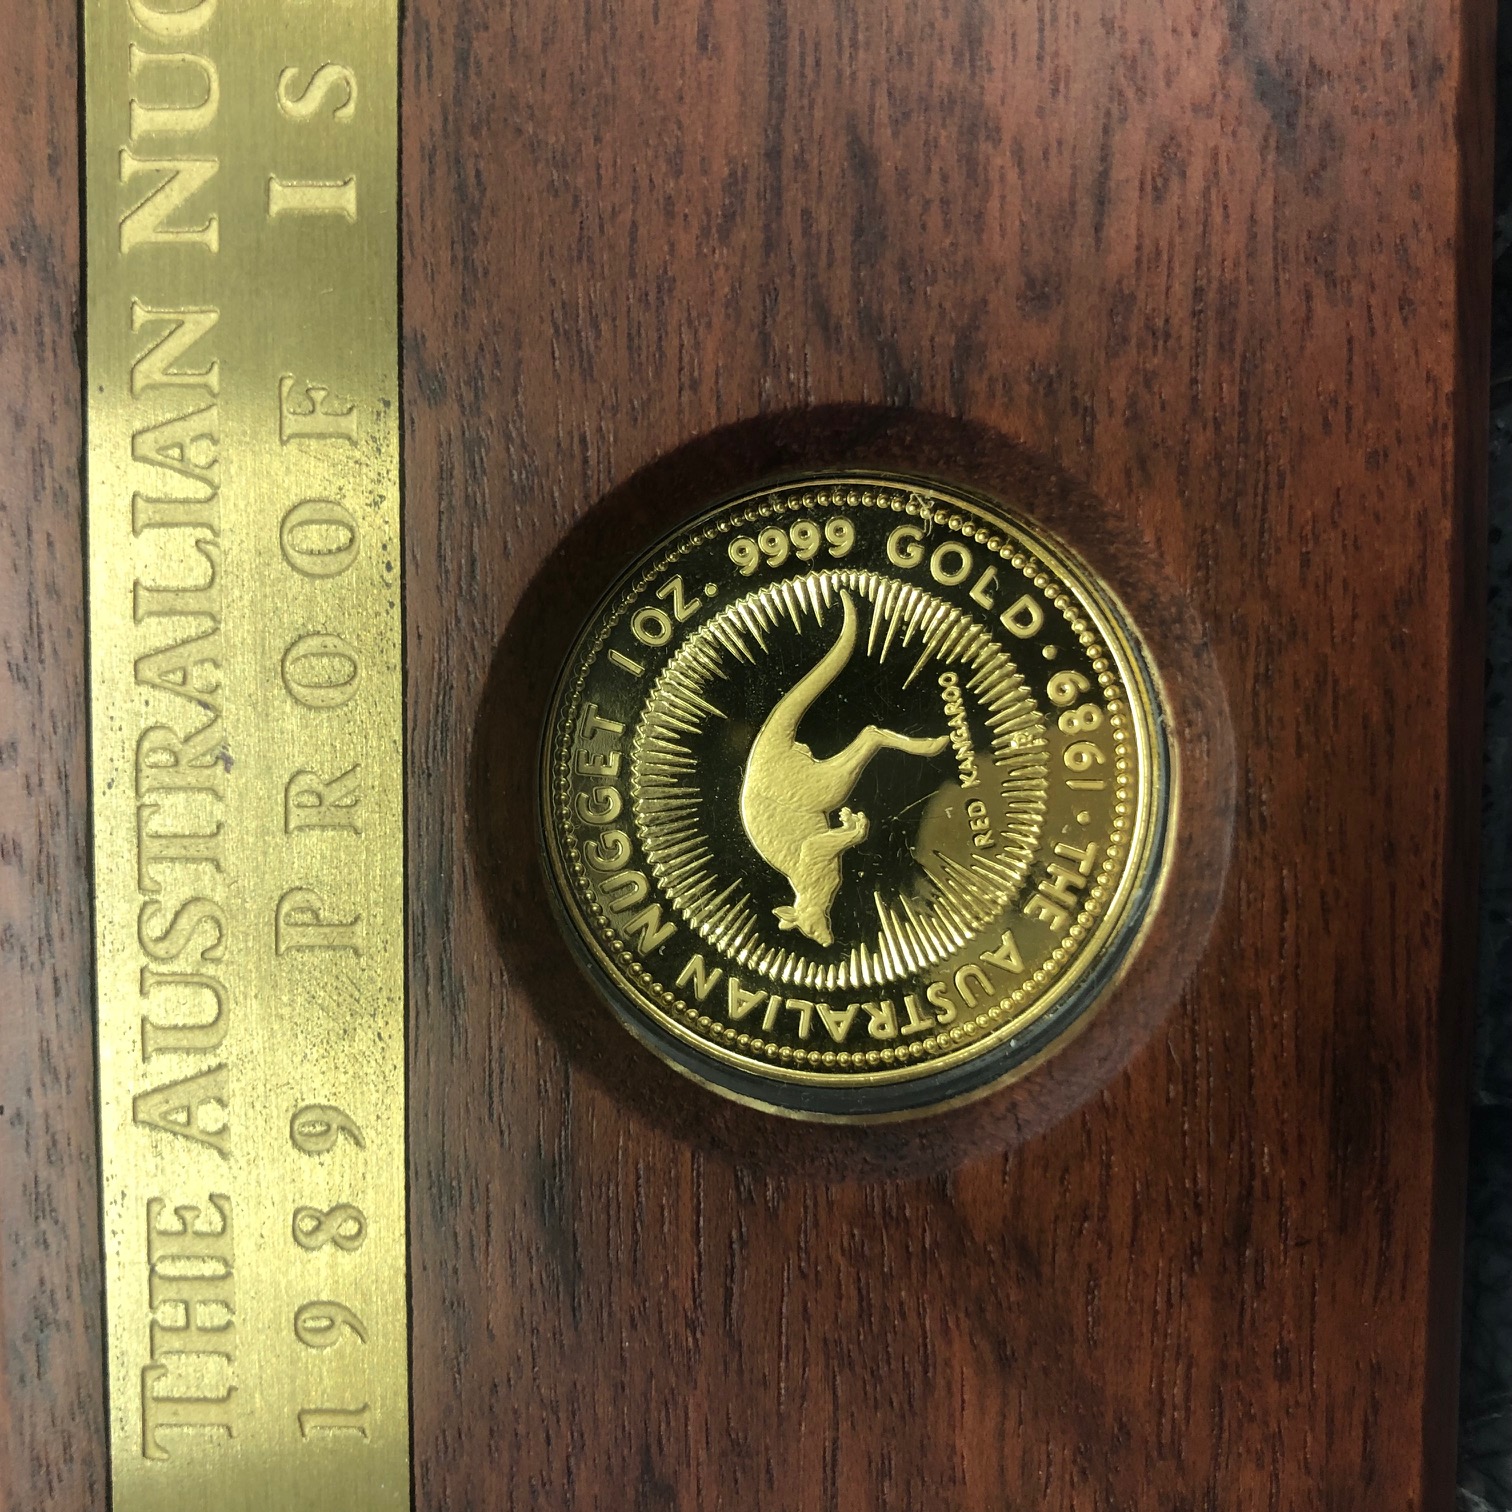 THE AUSTRALIAN NUG
1989 PROOF IS
THE AUSTRALIAN NUGGET 1 OZ. 9999 GOLD · 1989 ·
RED KANGAROO